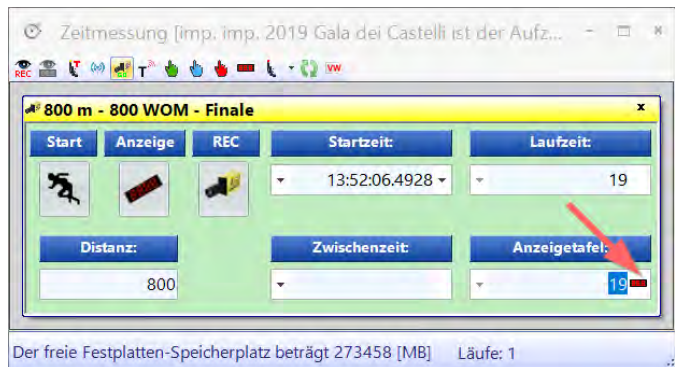 Zeitmessung [imp. imp. 2019 Gala dei Castelli ist der Aufz...
REC T VW
800 m - 800 WOM - Finale x
Start Anzeige REC Startzeit: Laufzeit:
13:52:06.4928 19
Distanz: Zwischenzeit: Anzeigetafel:
800 19
Der freie Festplatten-Speicherplatz beträgt 273458 [MB] Läufe: 1